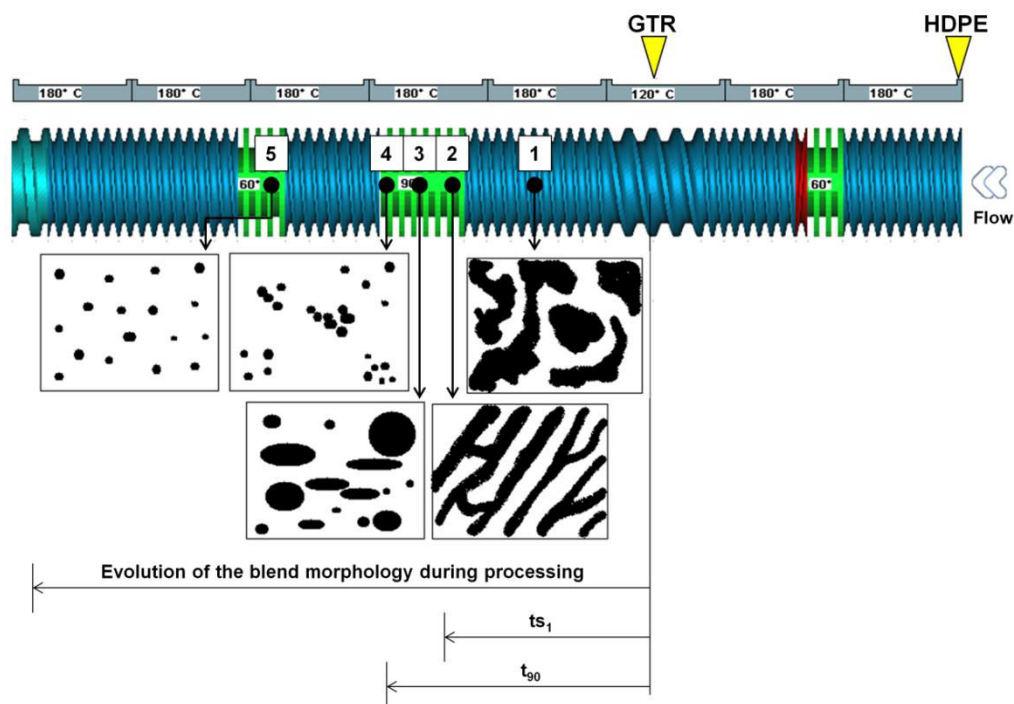 GTR HDPE
180° C 180° C 180° C 180° C 180° C 120° C 180° C 180° C
5 4 3 2 1
60° 90 60°
Flow
Evolution of the blend morphology during processing
ts₁
t₉₀